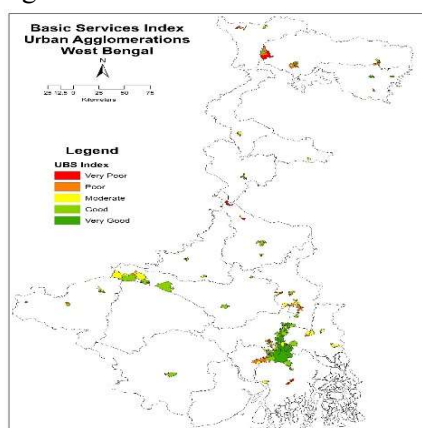 Basic Services Index
Urban Agglomerations
West Bengal
N
25 12.5 0 25 50 75
Kilometers
Legend
UBS Index
Very Poor
Poor
Moderate
Good
Very Good